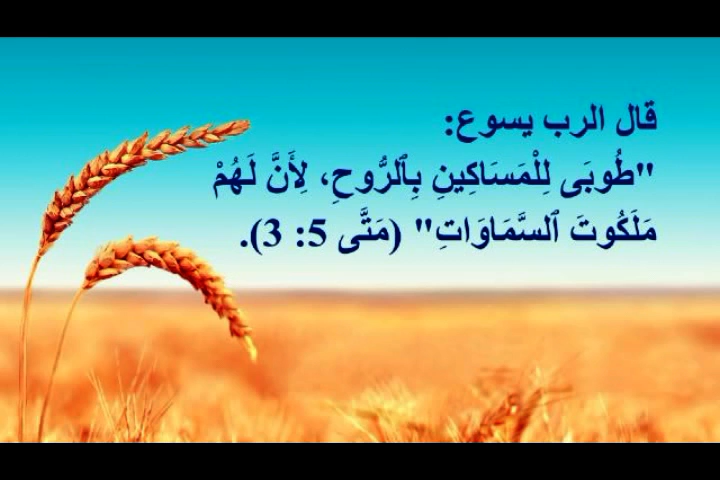 قال الرب يسوع:
"طُوبَى لِلْمَسَاكِينِ بِٱلرُّوحِ، لِأَنَّ لَهُمْ
مَلَكُوتَ ٱلسَّمَاوَاتِ" (مَتَّى 5: 3).